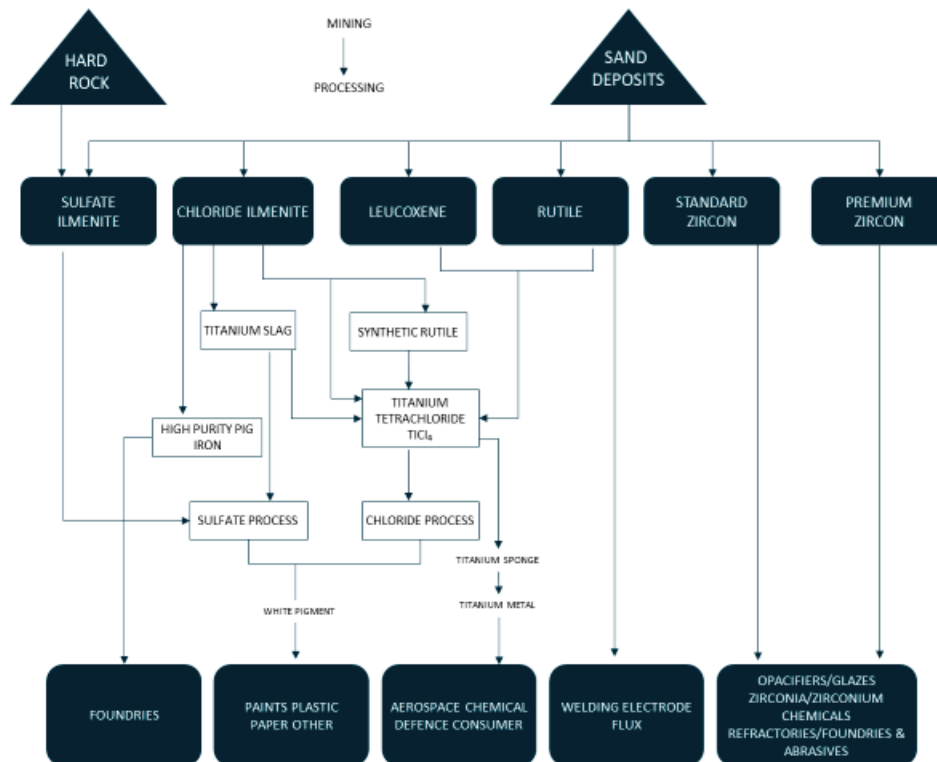 MINING
HARD
ROCK
SAND
DEPOSITS
PROCESSING
SULFATE
ILMENITE
CHLORIDE ILMENITE
LEUCOXENE
RUTILE
STANDARD
ZIRCON
PREMIUM
ZIRCON
TITANIUM SLAG
SYNTHETIC RUTILE
TITANIUM
TETRACHLORIDE
TICl₄
HIGH PURITY PIG
IRON
SULFATE PROCESS
CHLORIDE PROCESS
TITANIUM SPONGE
WHITE PIGMENT
TITANIUM METAL
FOUNDRIES
PAINTS PLASTIC
PAPER OTHER
AEROSPACE CHEMICAL
DEFENCE CONSUMER
WELDING ELECTRODE
FLUX
OPACIFIERS/GLAZES
ZIRCONIA/ZIRCONIUM
CHEMICALS
REFRACTORIES/FOUNDRIES &
ABRASIVES